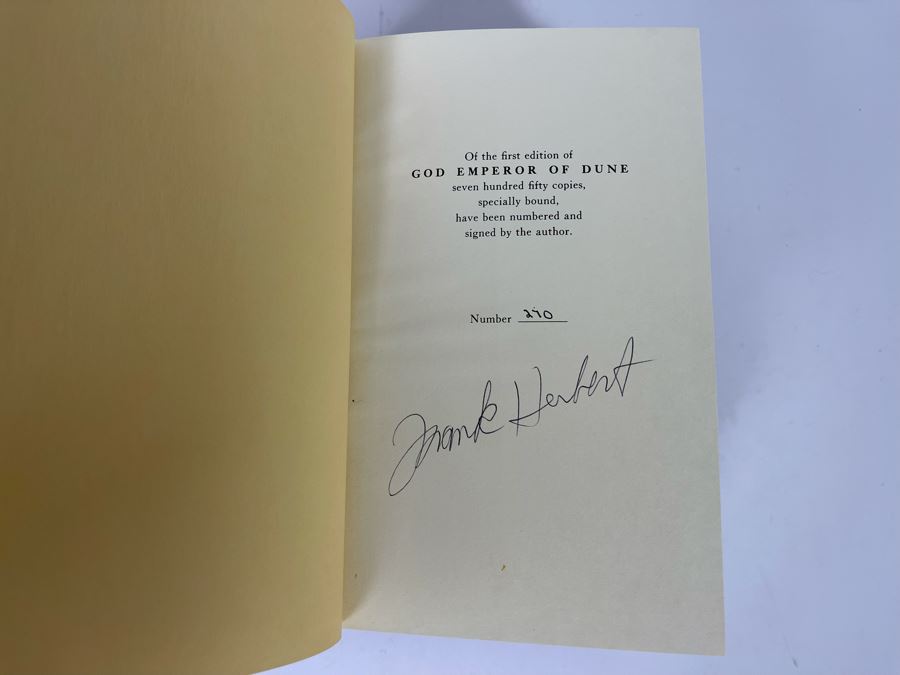 Of the first edition of
GOD EMPEROR OF DUNE
seven hundred fifty copies,
specially bound,
have been numbered and
signed by the author.
Number 270
Frank Herbert